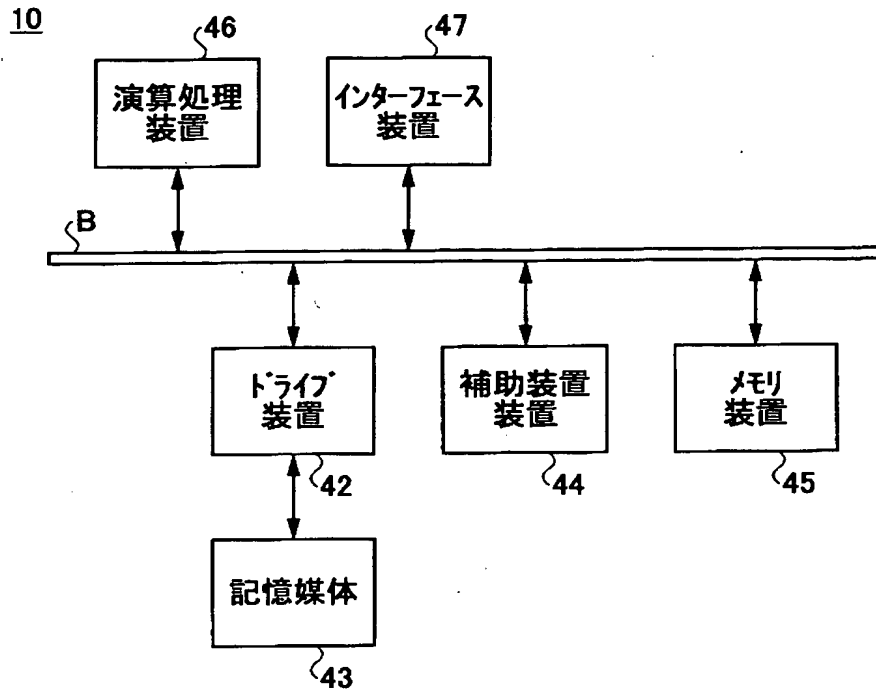 10
46
47
演算処理
装置
インターフェース
装置
B
ドライブ
装置
補助装置
装置
メモリ
装置
42
44
45
記憶媒体
43